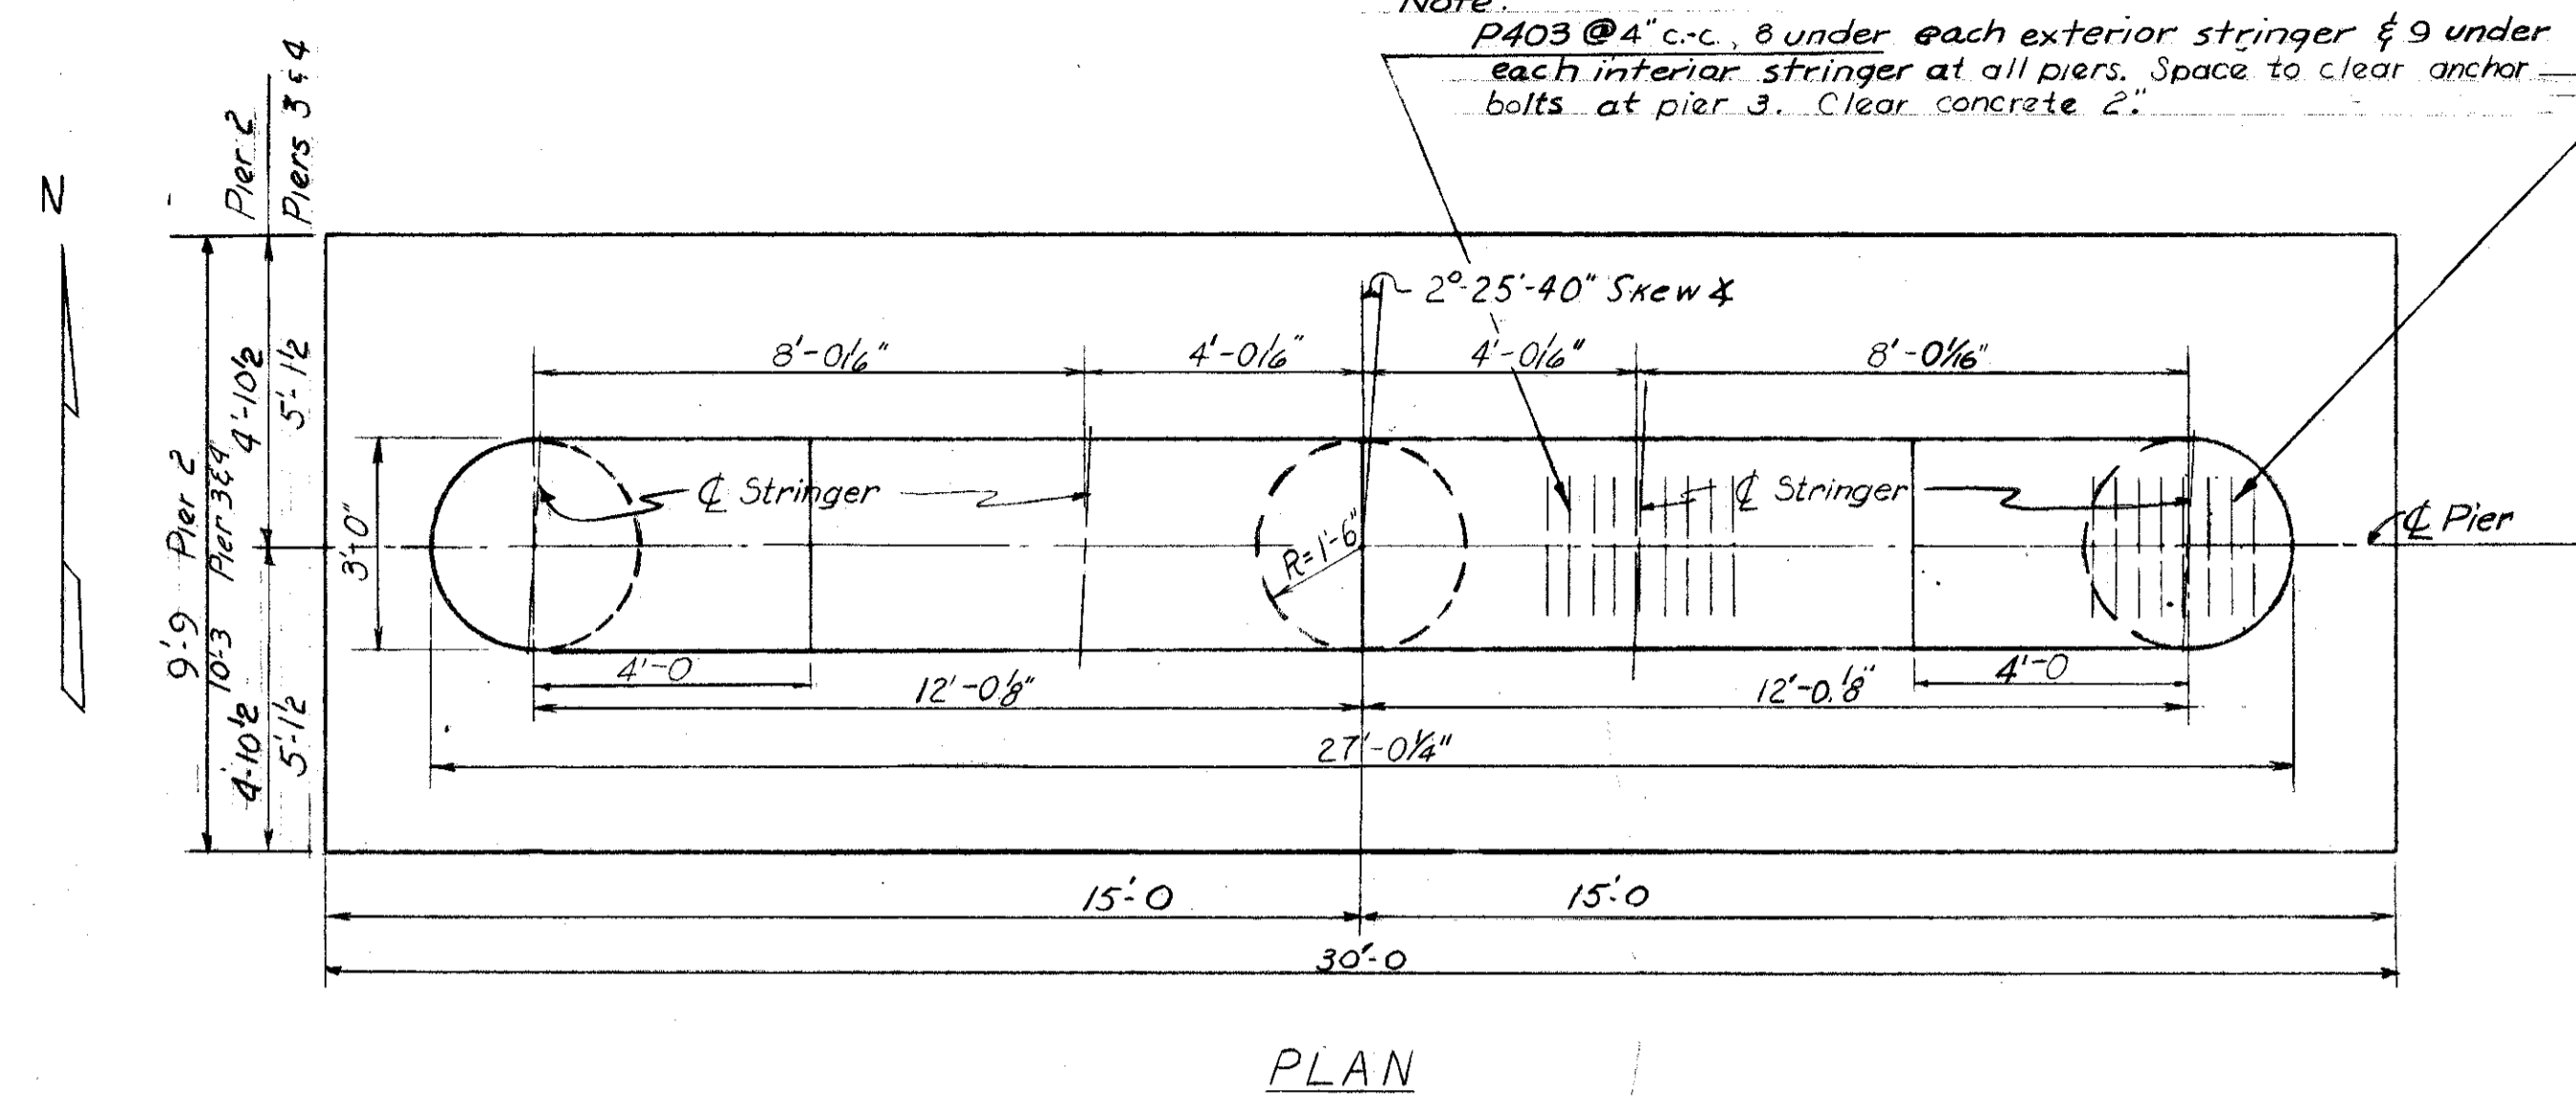 Note:
P403 @ 4" c.-c., 8 under each exterior stringer & 9 under
each interior stringer at all piers. Space to clear anchor
bolts at pier 3. Clear concrete 2".
N
Pier 2
Piers 3 & 4
2°-25'-40" Skew ∡
8'-0 1/16"
4'-0 1/16"
4'-0 1/16"
8'-0 1/16"
9'-9 Pier 2
10'-3 Pier 3 & 4
4'-10 1/2
5'-1 1/2
4'-10 1/2
5'-1 1/2
3'-0"
℄ Stringer
R=1'-6"
℄ Stringer
℄ Pier
4'-0
4'-0
12'-0 1/8"
12'-0 1/8"
27'-0 1/4"
15'-0
15'-0
30'-0
PLAN